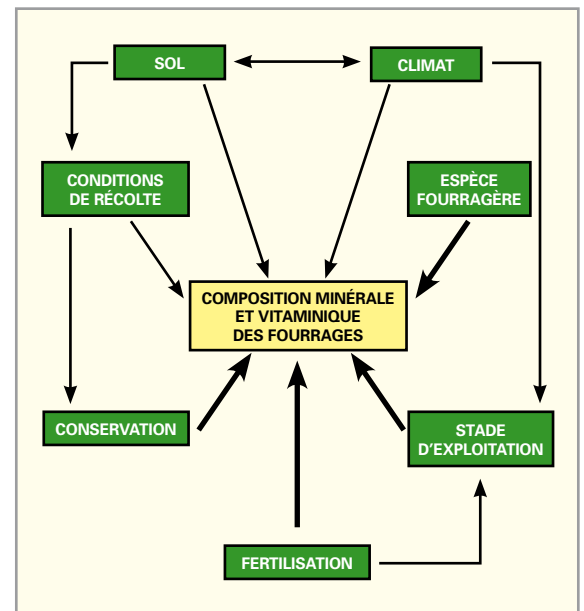 SOL
CLIMAT
CONDITIONS
DE RÉCOLTE
ESPÈCE
FOURRAGÈRE
COMPOSITION MINÉRALE
ET VITAMINIQUE
DES FOURRAGES
CONSERVATION
STADE
D'EXPLOITATION
FERTILISATION